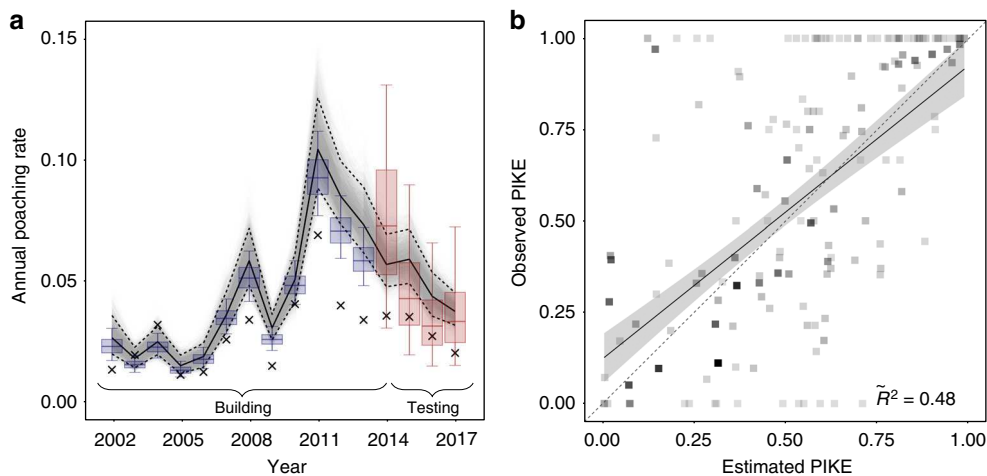 a
0.15
0.10
0.05
0.00
Annual poaching rate
Building
Testing
2002
2005
2008
2011
2014
2017
Year
b
1.00
0.75
0.50
0.25
0.00
Observed PIKE
R̃² = 0.48
0.00
0.25
0.50
0.75
1.00
Estimated PIKE